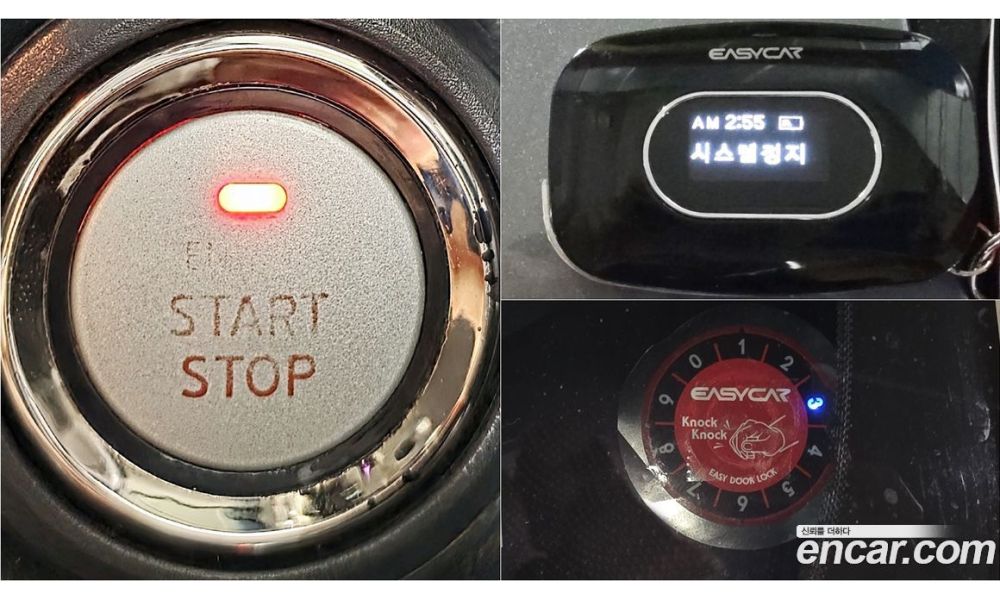 START
STOP
EASYCAR
AM 2:55
시스템정지
0 1 2 3 4 5 6 7 8 9
EASYCAR
Knock
Knock
EASY DOOR LOCK
신뢰를 더하다
encar.com